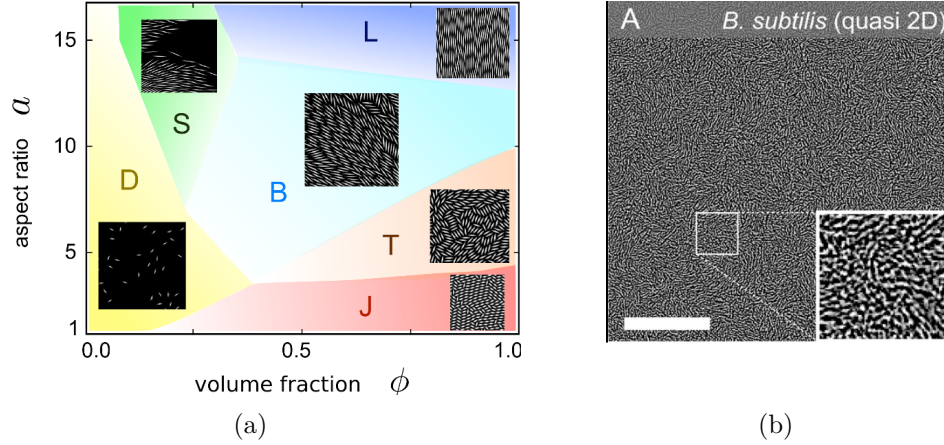 15
10
5
1
aspect ratio a
L
S
D
B
T
J
0.0
0.5
1.0
volume fraction ϕ
(a)
A
B. subtilis (quasi 2D)
(b)